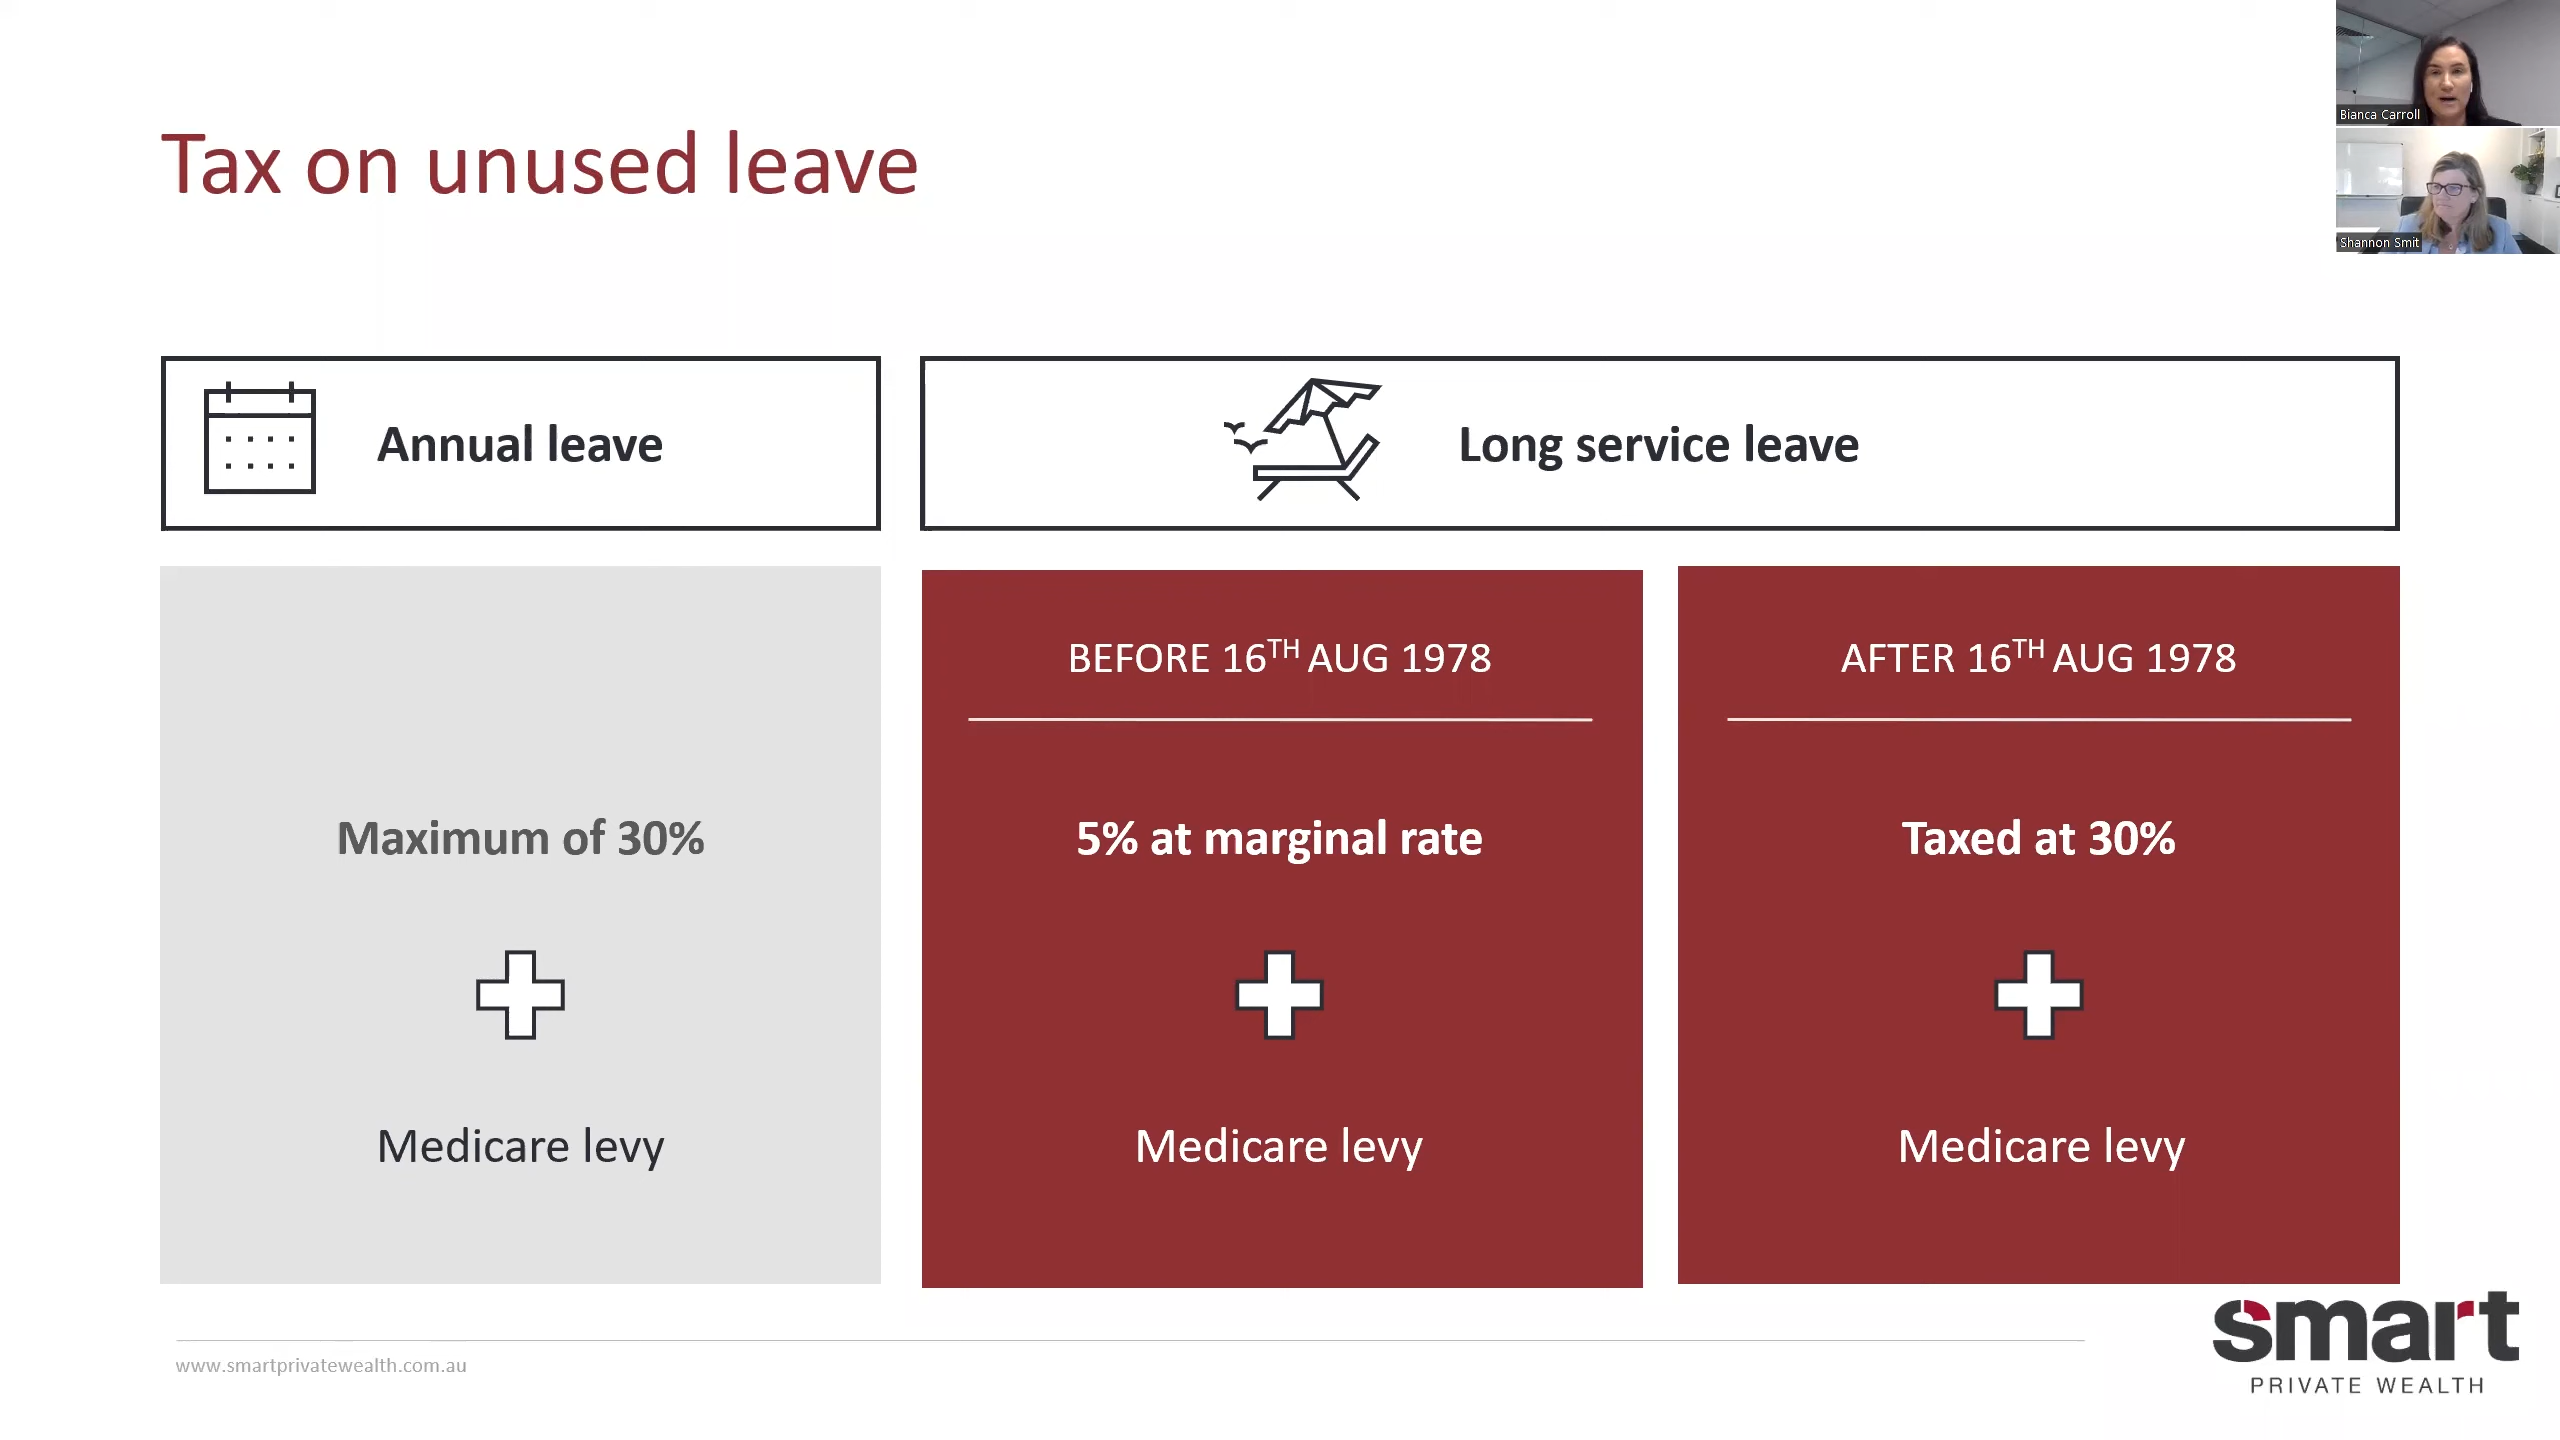 Tax on unused leave
Bianca Carroll
Shannon Smit
Annual leave
Long service leave
Maximum of 30%
Medicare levy
BEFORE 16TH AUG 1978
5% at marginal rate
Medicare levy
AFTER 16TH AUG 1978
Taxed at 30%
Medicare levy
www.smartprivatewealth.com.au
smart
PRIVATE WEALTH